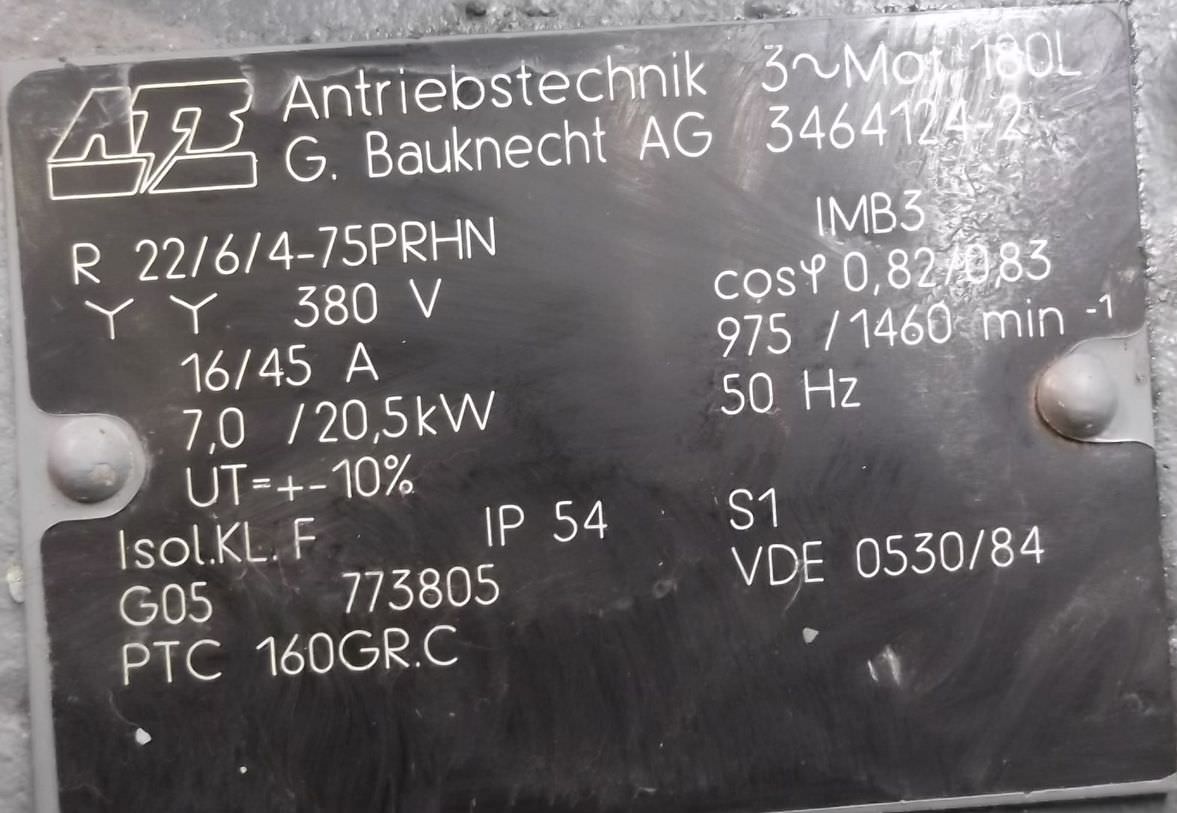 ATB Antriebstechnik 3~Mot. 180L
G. Bauknecht AG 3464124-2
R 22/6/4-75PRHN IMB3
Y Y 380 V cosφ 0,82/0,83
16/45 A 975 /1460 min -1
7,0 /20,5kW 50 Hz
UT=+-10%
Isol.KL. F IP 54 S1
G05 773805 VDE 0530/84
PTC 160GR.C